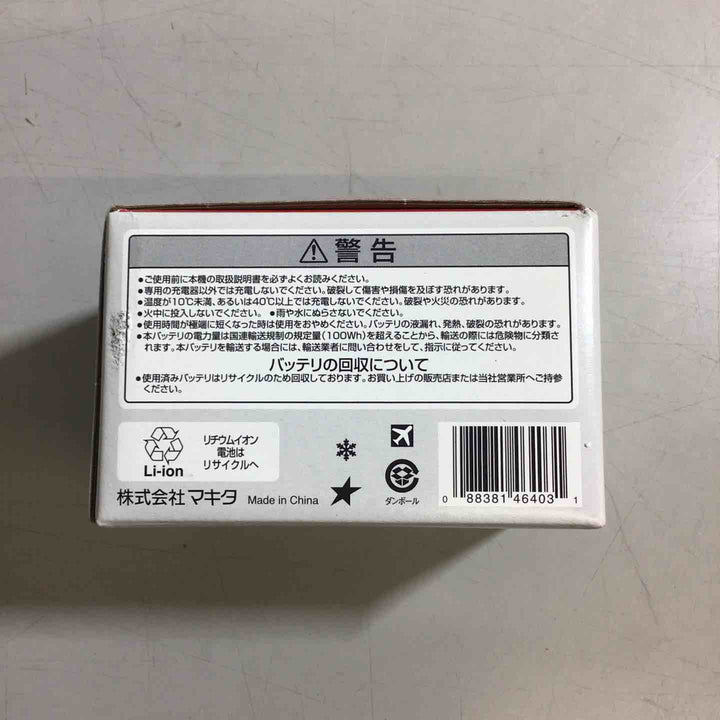 警告
●ご使用前に本機の取扱説明書を必ずよくお読みください。
●専用の充電器以外では充電しないでください。破裂して傷害や損傷を及ぼす恐れがあります。
●温度が10℃未満、あるいは40℃以上では充電しないでください。破裂や火災の恐れがあります。
●火中に投入しないでください。 ●雨や水にぬらさないでください。
●使用時間が極端に短くなった時は使用をおやめください。バッテリの液漏れ、発熱、破裂の恐れがあります。
●本バッテリの電力量は国連輸送規制の規定量(100Wh)を超えることから、輸送の際には危険物に分類され
ます。本バッテリを輸送する場合には、輸送業者に問い合わせをして、指示に従ってください。
バッテリの回収について
●使用済みバッテリはリサイクルのため回収しております。お買い上げの販売店または当社営業所へご持参
ください。
Li-ion
リチウムイオン
電池は
リサイクルへ
ダンボール
株式会社マキタ Made in China
0 88381 46403 1